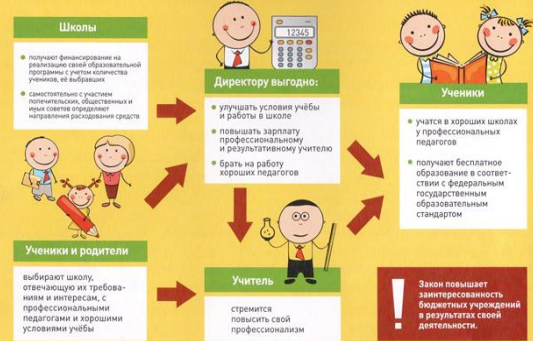 Школы
получают финансирование на
реализацию своей образовательной
программы с учетом количества
учеников, её выбравших
самостоятельно с участием
попечительских, общественных и
иных советов определяют
направления расходования средств
12345
Директору выгодно:
улучшать условия учёбы
и работы в школе
повышать зарплату
профессиональному
и результативному учителю
брать на работу
хороших педагогов
Ученики
учатся в хороших школах
у профессиональных
педагогов
получают бесплатное
образование в соответ-
ствии с федеральным
государственным
образовательным
стандартом
Ученики и родители
выбирают школу,
отвечающую их требова-
ниям и интересам, с
профессиональными
педагогами и хорошими
условиями учёбы
Учитель
стремится
повысить свой
профессионализм
!
Закон повышает
заинтересованность
бюджетных учреждений
в результатах своей
деятельности.